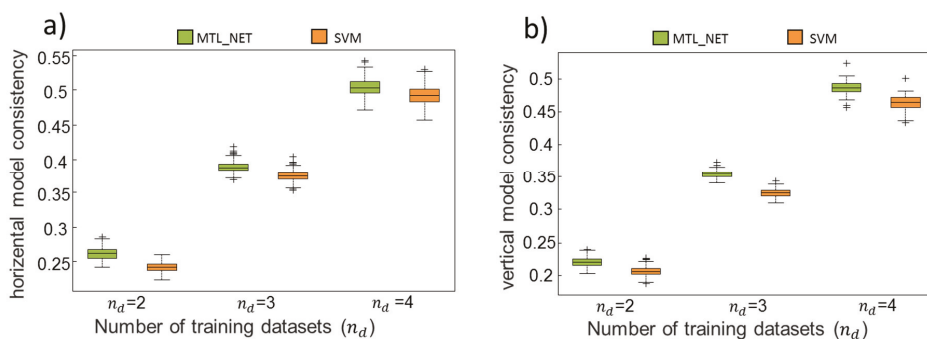 a)
MTL_NET SVM
horizental model consistency
0.55
0.5
0.45
0.4
0.35
0.3
0.25
n_d=2 n_d=3 n_d=4
Number of training datasets (n_d)
b)
MTL_NET SVM
vertical model consistency
0.5
0.45
0.4
0.35
0.3
0.25
0.2
n_d=2 n_d=3 n_d=4
Number of training datasets (n_d)